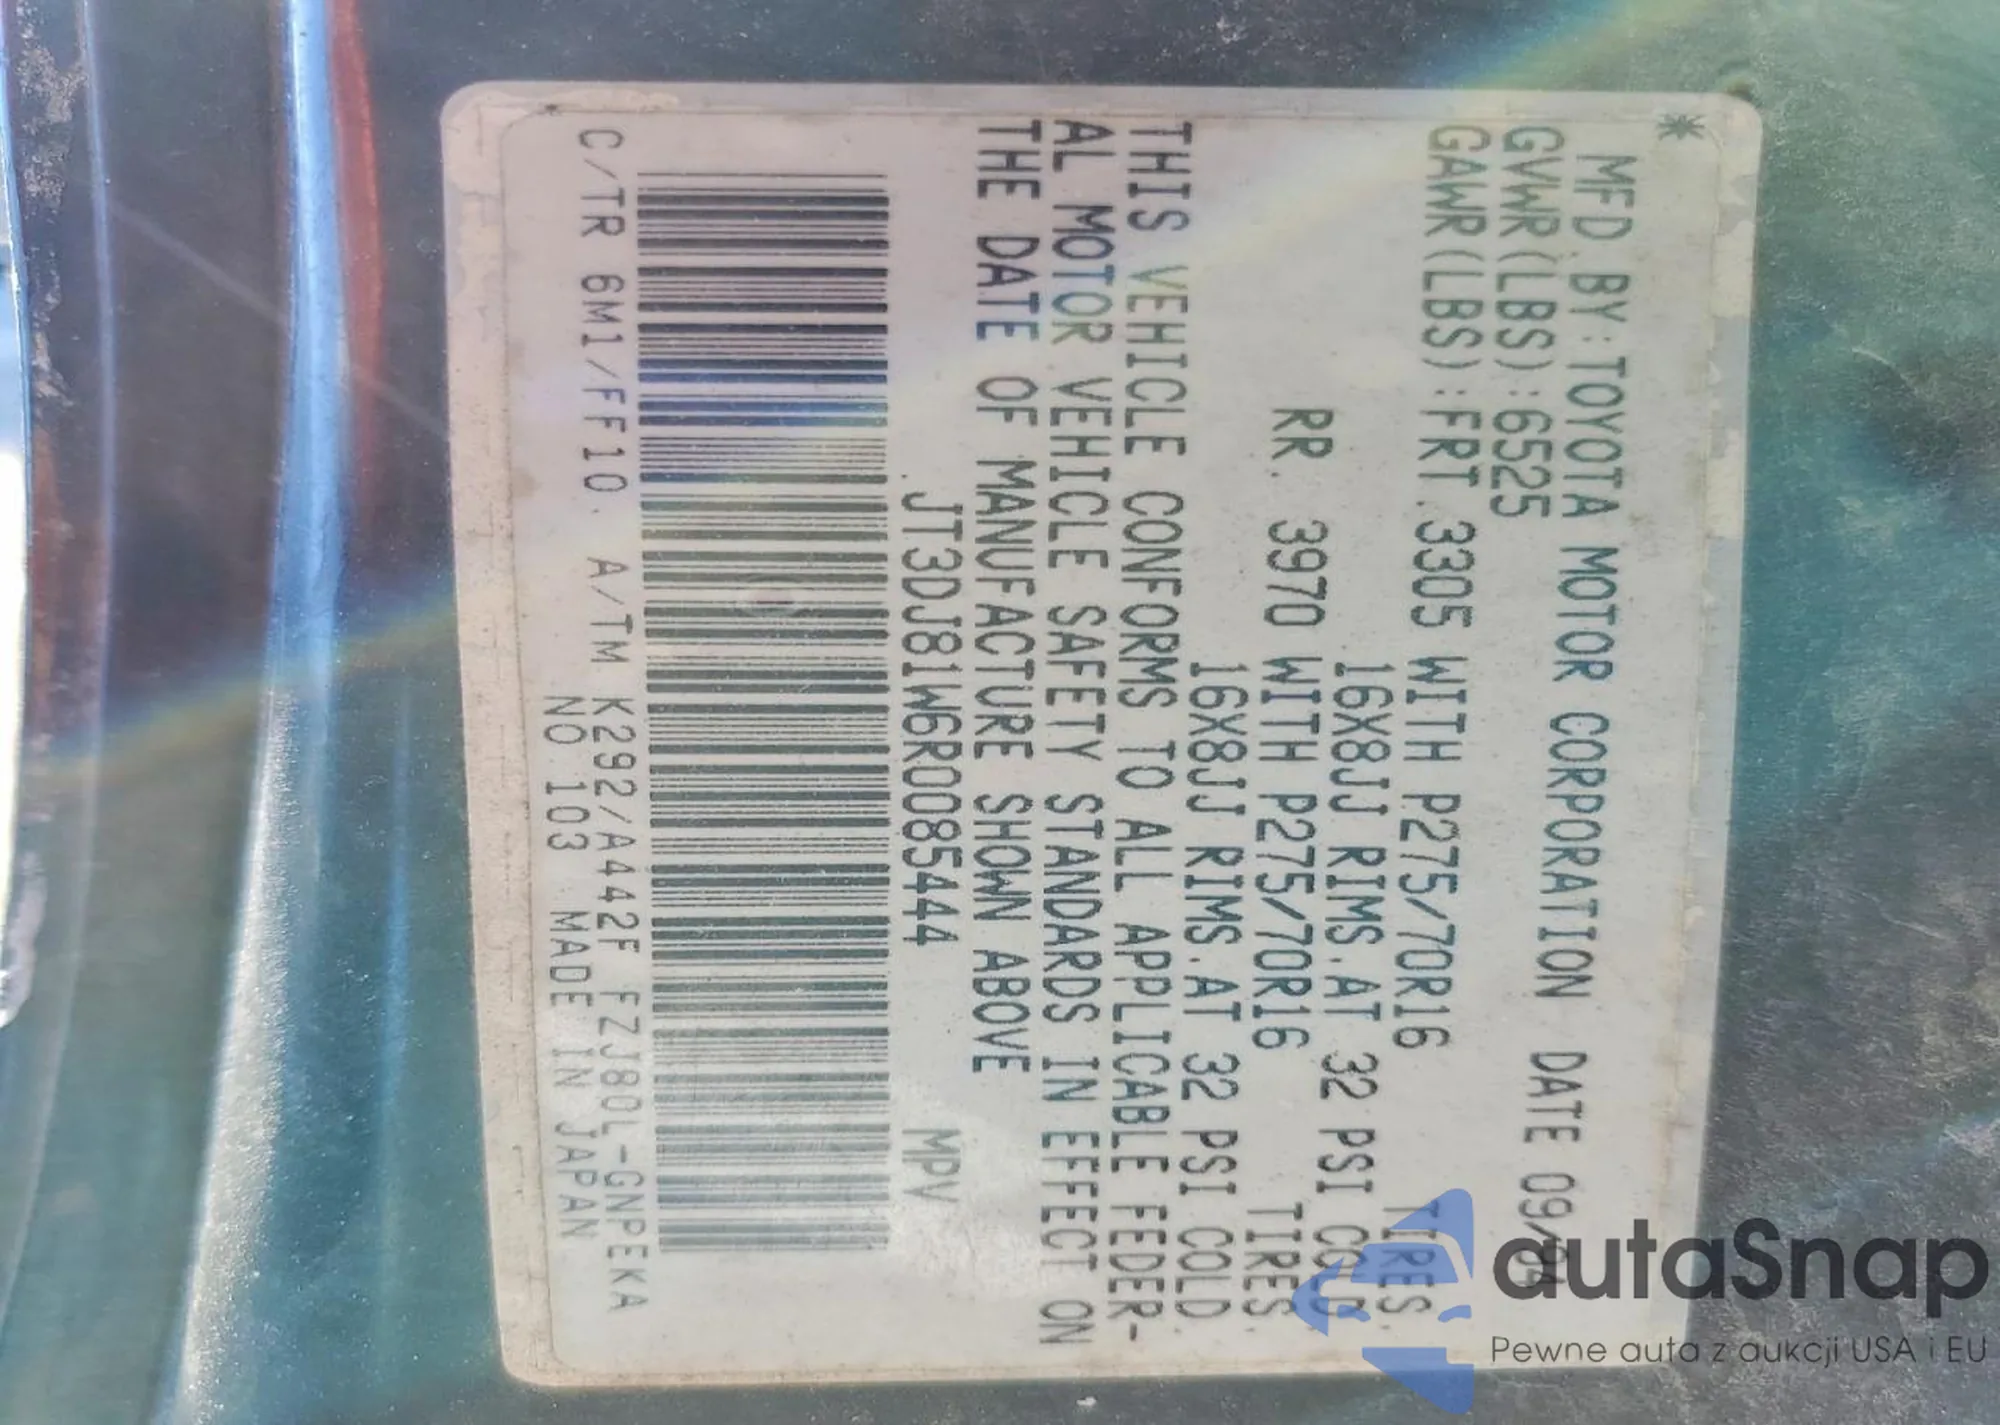 MFD.BY:TOYOTA MOTOR CORPORATION DATE 09/94
GVWR(LBS):6525
GAWR(LBS):FRT.3305 WITH P275/70R16 TIRES,
16X8JJ RIMS.AT 32 PSI COLD
RR. 3970 WITH P275/70R16 TIRES,
16X8JJ RIMS.AT 32 PSI COLD.
THIS VEHICLE CONFORMS TO ALL APPLICABLE FEDER-
AL MOTOR VEHICLE SAFETY STANDARDS IN EFFECT ON
THE DATE OF MANUFACTURE SHOWN ABOVE
JT3DJ81W6R0085444 MPV
C/TR 6M1/FF10. A/TM K292/A442F FZJ80L-GNPEKA
NO.103 MADE IN JAPAN
autaSnap
Pewne auta z aukcji USA i EU